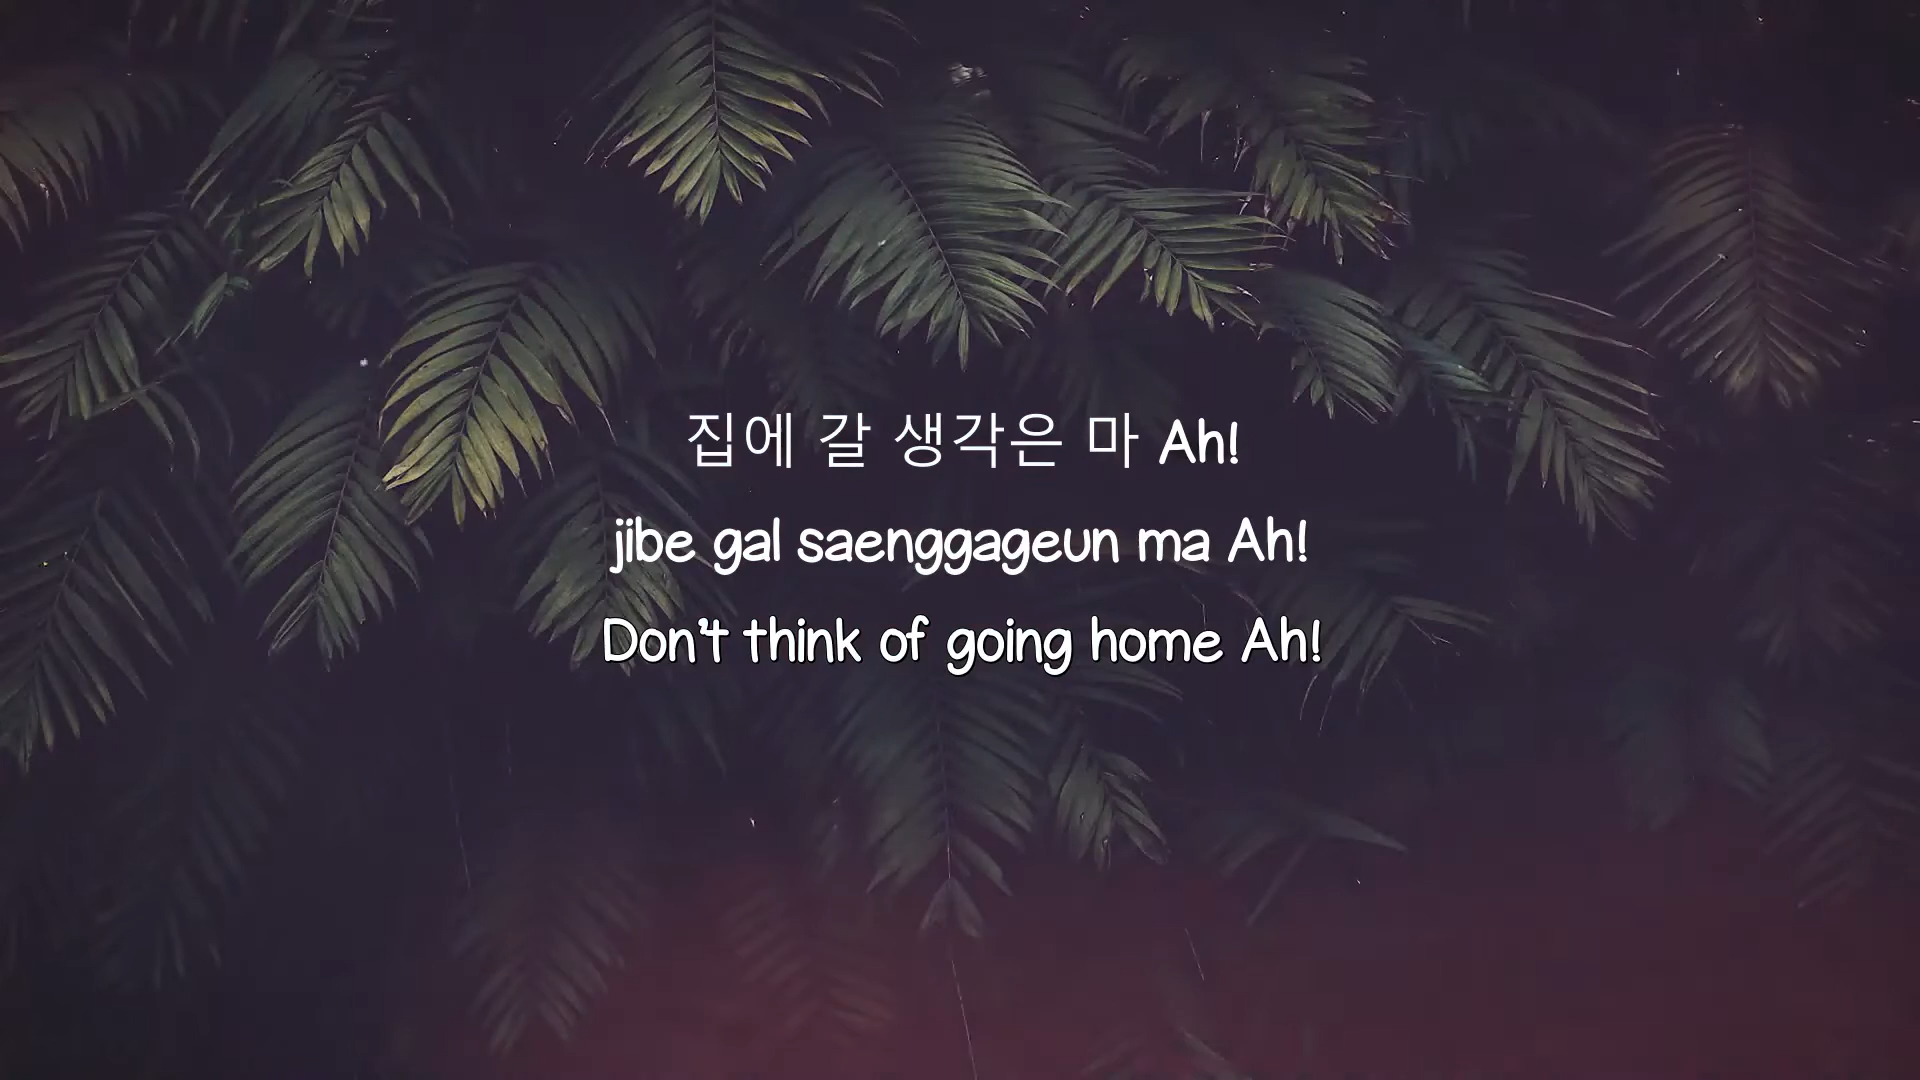 집에 갈 생각은 마 Ah!
jibe gal saenggageun ma Ah!
Don't think of going home Ah!